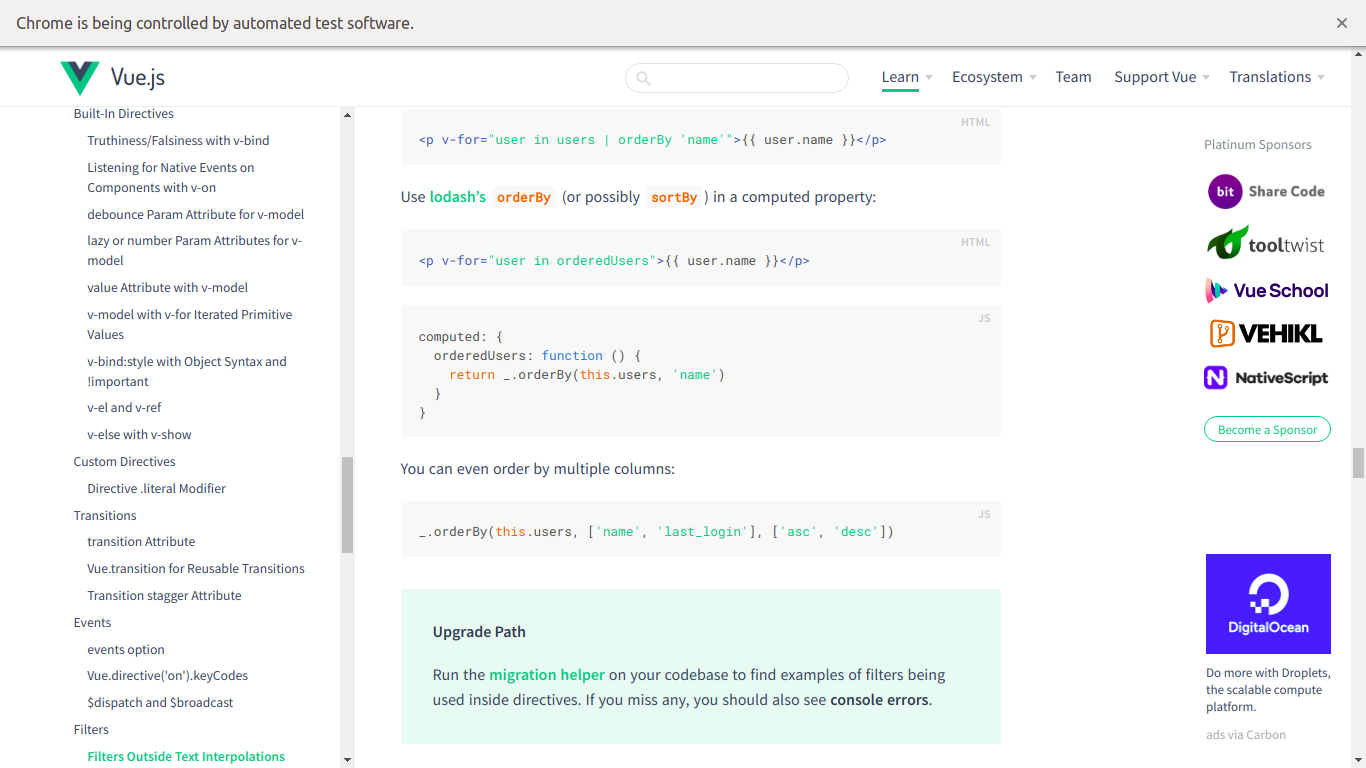 Chrome is being controlled by automated test software.
Vue.js
Learn
Ecosystem
Team
Support Vue
Translations
Built-In Directives
Truthiness/Falsiness with v-bind
Listening for Native Events on
Components with v-on
debounce Param Attribute for v-model
lazy or number Param Attributes for v-
model
value Attribute with v-model
v-model with v-for Iterated Primitive
Values
v-bind:style with Object Syntax and
!important
v-el and v-ref
v-else with v-show
Custom Directives
Directive .literal Modifier
Transitions
transition Attribute
Vue.transition for Reusable Transitions
Transition stagger Attribute
Events
events option
Vue.directive('on').keyCodes
$dispatch and $broadcast
Filters
Filters Outside Text Interpolations
HTML
<p v-for="user in users | orderBy 'name'">{{ user.name }}</p>
Use lodash’s orderBy (or possibly sortBy ) in a computed property:
HTML
<p v-for="user in orderedUsers">{{ user.name }}</p>
JS
computed: {
orderedUsers: function () {
return _.orderBy(this.users, 'name')
}
}
You can even order by multiple columns:
JS
_.orderBy(this.users, ['name', 'last_login'], ['asc', 'desc'])
Upgrade Path
Run the migration helper on your codebase to find examples of filters being
used inside directives. If you miss any, you should also see console errors.
Platinum Sponsors
bit Share Code
tooltwist
Vue School
VEHIKL
NativeScript
Become a Sponsor
DigitalOcean
Do more with Droplets,
the scalable compute
platform.
ads via Carbon